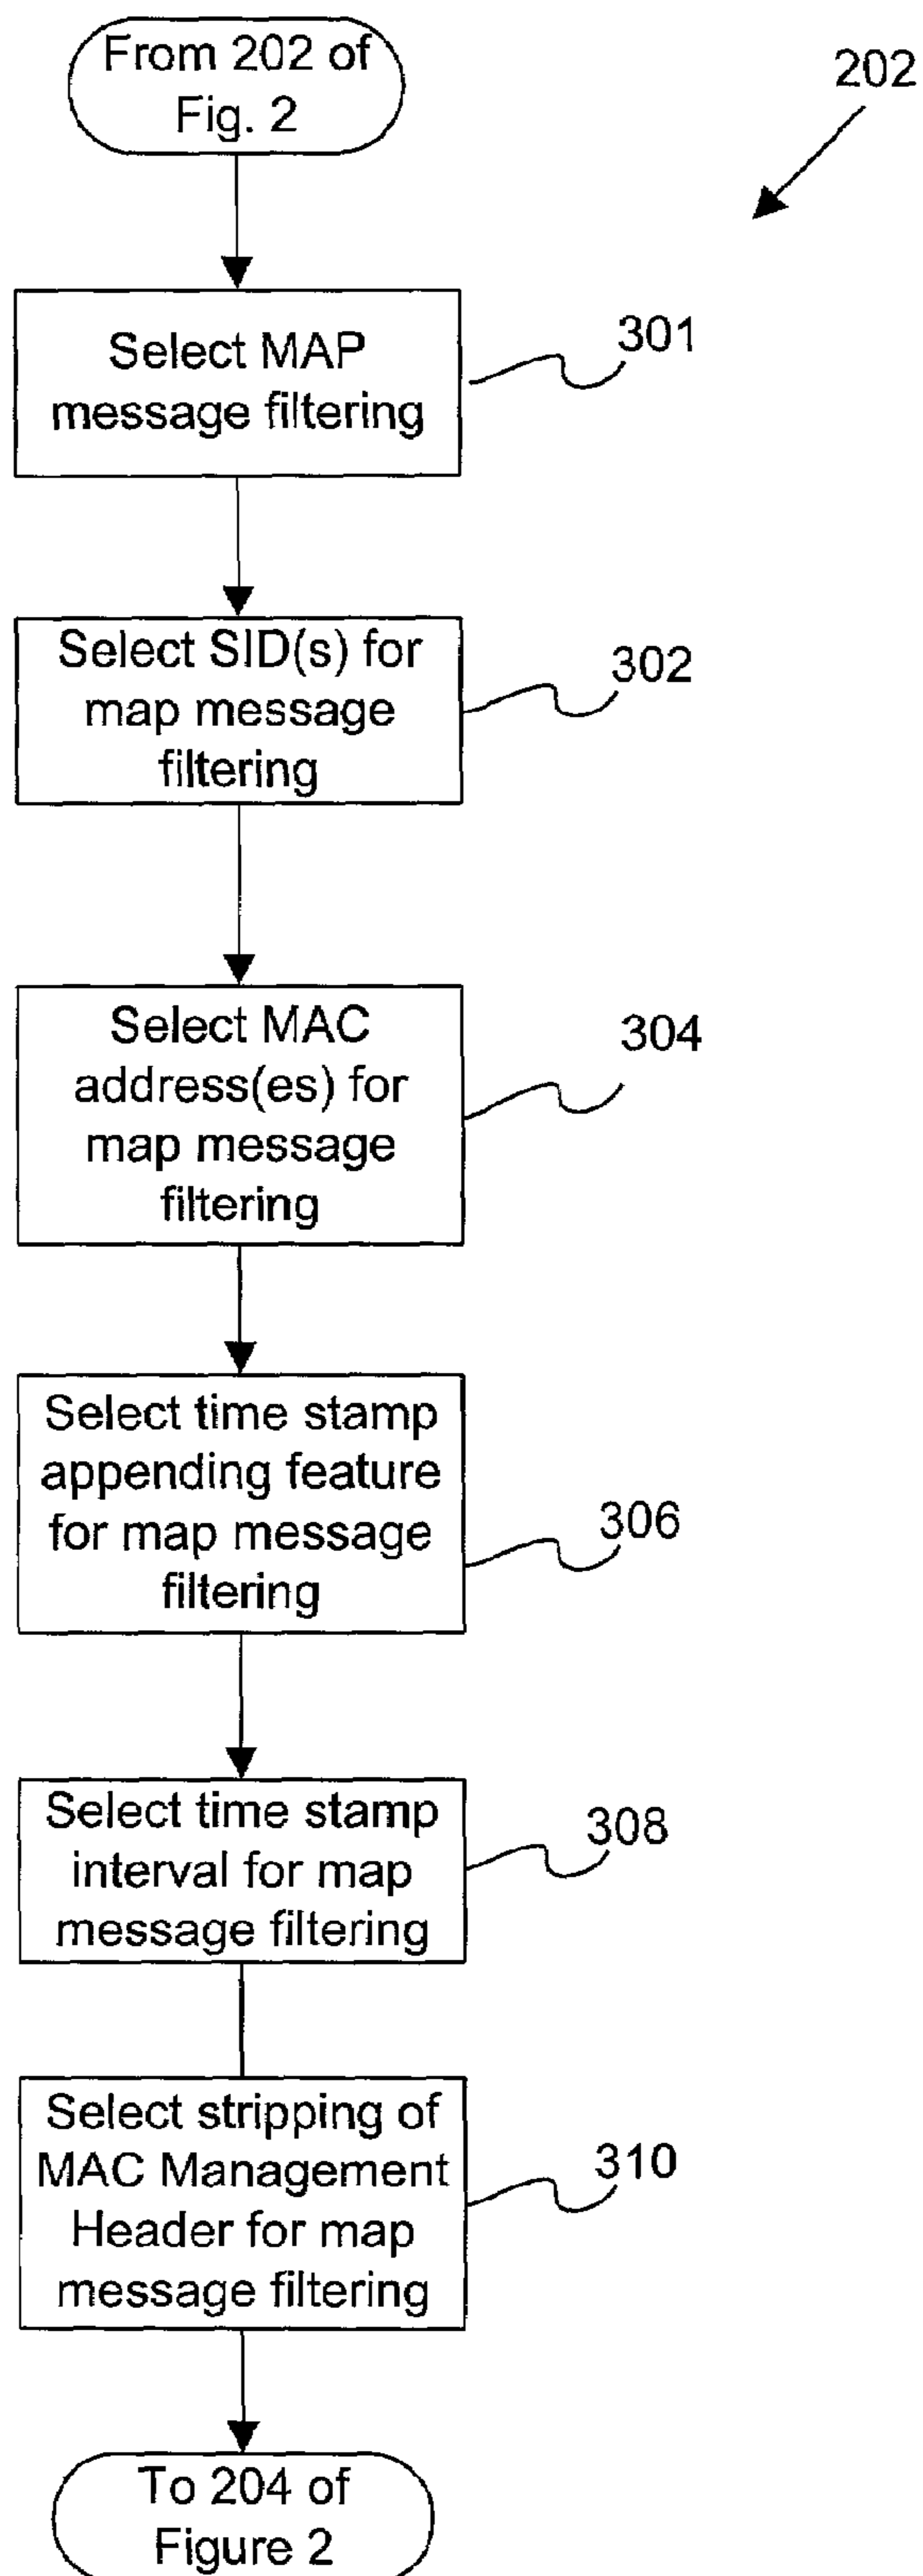 From 202 of
Fig. 2
202
Select MAP
message filtering
301
Select SID(s) for
map message
filtering
302
Select MAC
address(es) for
map message
filtering
304
Select time stamp
appending feature
for map message
filtering
306
Select time stamp
interval for map
message filtering
308
Select stripping of
MAC Management
Header for map
message filtering
310
To 204 of
Figure 2